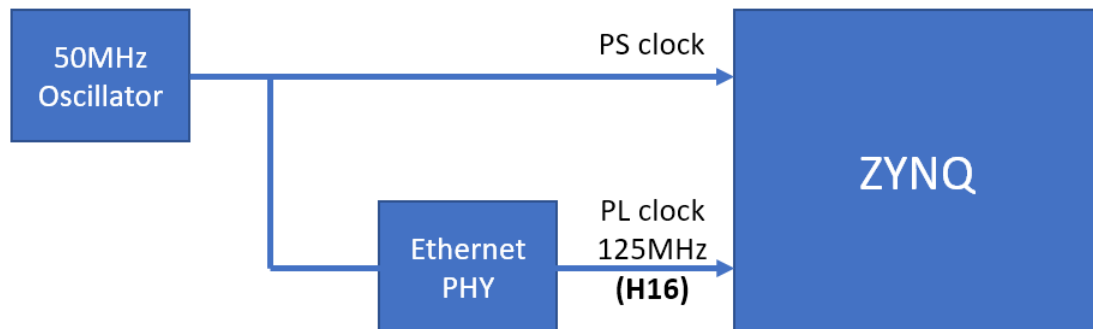 50MHz
Oscillator
PS clock
ZYNQ
Ethernet
PHY
PL clock
125MHz
(H16)